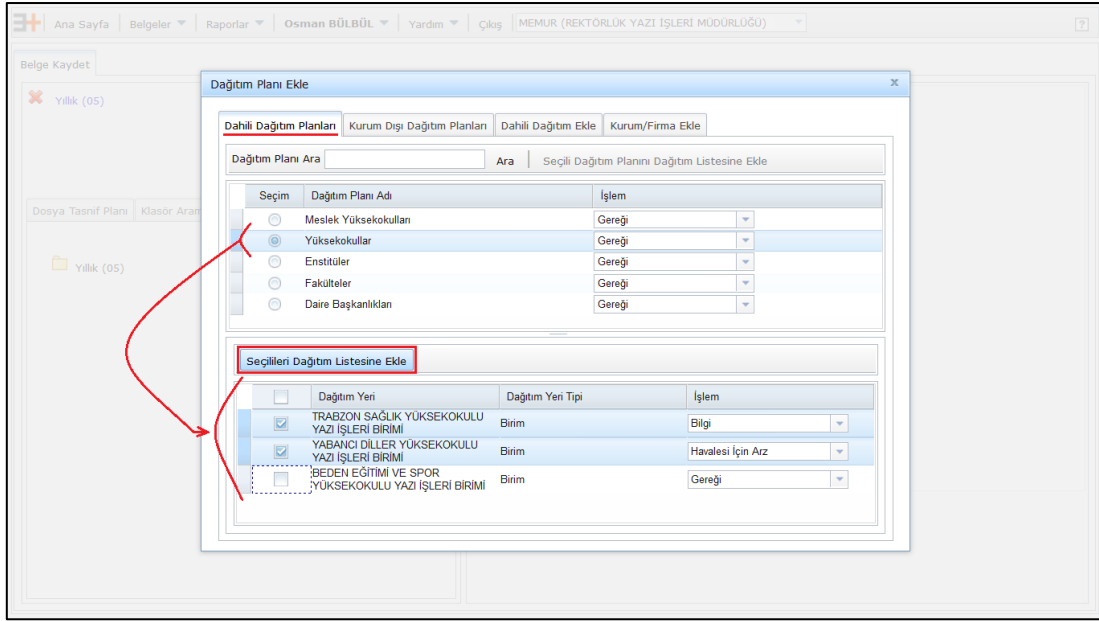 Ana Sayfa Belgeler Raporlar Osman BÜLBÜL Yardım Çıkış MEMUR (REKTÖRLÜK YAZI İŞLERİ MÜDÜRLÜĞÜ) ?
Belge Kaydet
Yıllık (05)
Dosya Tasnif Planı Klasör Aram
Yıllık (05)
Dağıtım Planı Ekle x
Dahili Dağıtım Planları Kurum Dışı Dağıtım Planları Dahili Dağıtım Ekle Kurum/Firma Ekle
Dağıtım Planı Ara Ara Seçili Dağıtım Planını Dağıtım Listesine Ekle
Seçim Dağıtım Planı Adı İşlem
Meslek Yüksekokulları Gereği
Yüksekokullar Gereği
Enstitüler Gereği
Fakülteler Gereği
Daire Başkanlıkları Gereği
Seçilileri Dağıtım Listesine Ekle
Dağıtım Yeri Dağıtım Yeri Tipi İşlem
TRABZON SAĞLIK YÜKSEKOKULU
YAZI İŞLERİ BİRİMİ Birim Bilgi
YABANCI DİLLER YÜKSEKOKULU
YAZI İŞLERİ BİRİMİ Birim Havalesi İçin Arz
BEDEN EĞİTİMİ VE SPOR
YÜKSEKOKULU YAZI İŞLERİ BİRİMİ Birim Gereği